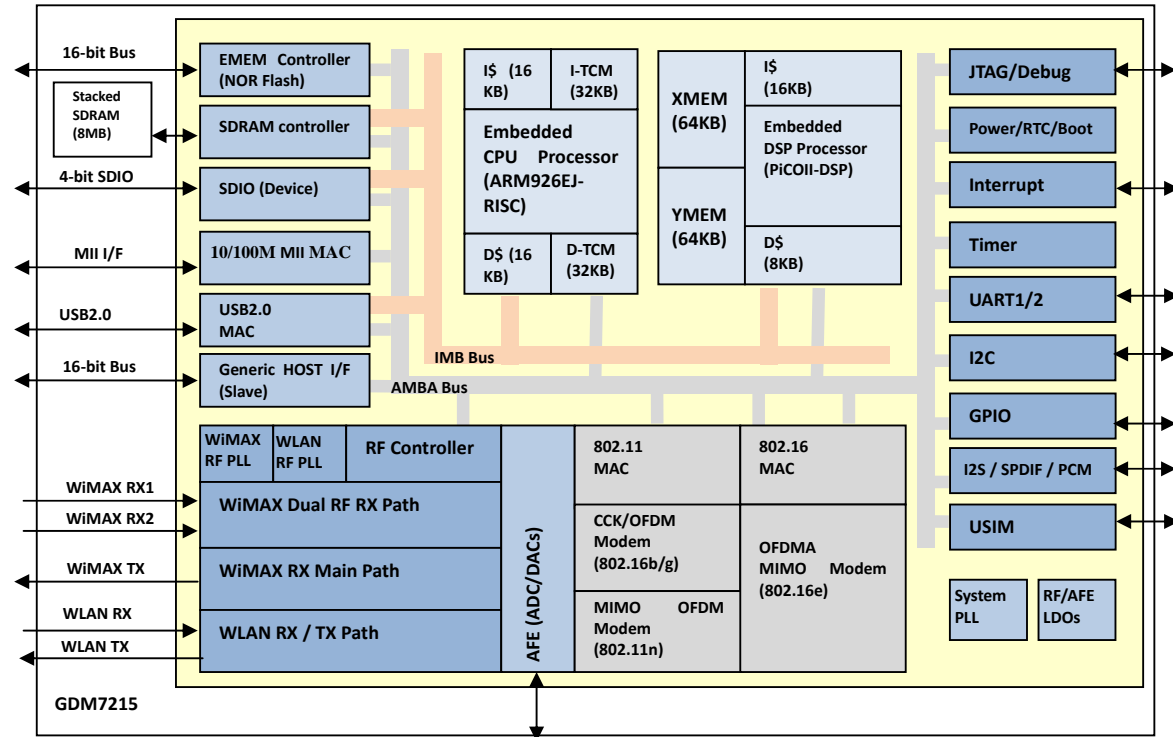 16-bit Bus
Stacked
SDRAM
(8MB)
4-bit SDIO
MII I/F
USB2.0
16-bit Bus
WiMAX RX1
WiMAX RX2
WiMAX TX
WLAN RX
WLAN TX
GDM7215
EMEM Controller
(NOR Flash)
SDRAM controller
SDIO (Device)
10/100M MII MAC
USB2.0
MAC
Generic HOST I/F
(Slave)
I$ (16
KB)
I-TCM
(32KB)
Embedded
CPU Processor
(ARM926EJ-
RISC)
D$ (16
KB)
D-TCM
(32KB)
XMEM
(64KB)
YMEM
(64KB)
I$
(16KB)
Embedded
DSP Processor
(PiCOII-DSP)
D$
(8KB)
IMB Bus
AMBA Bus
JTAG/Debug
Power/RTC/Boot
Interrupt
Timer
UART1/2
I2C
GPIO
I2S / SPDIF / PCM
USIM
System
PLL
RF/AFE
LDOs
WiMAX
RF PLL
WLAN
RF PLL
RF Controller
WiMAX Dual RF RX Path
WiMAX RX Main Path
WLAN RX / TX Path
AFE (ADC/DACs)
802.11
MAC
CCK/OFDM
Modem
(802.16b/g)
MIMO OFDM
Modem
(802.11n)
802.16
MAC
OFDMA
MIMO Modem
(802.16e)